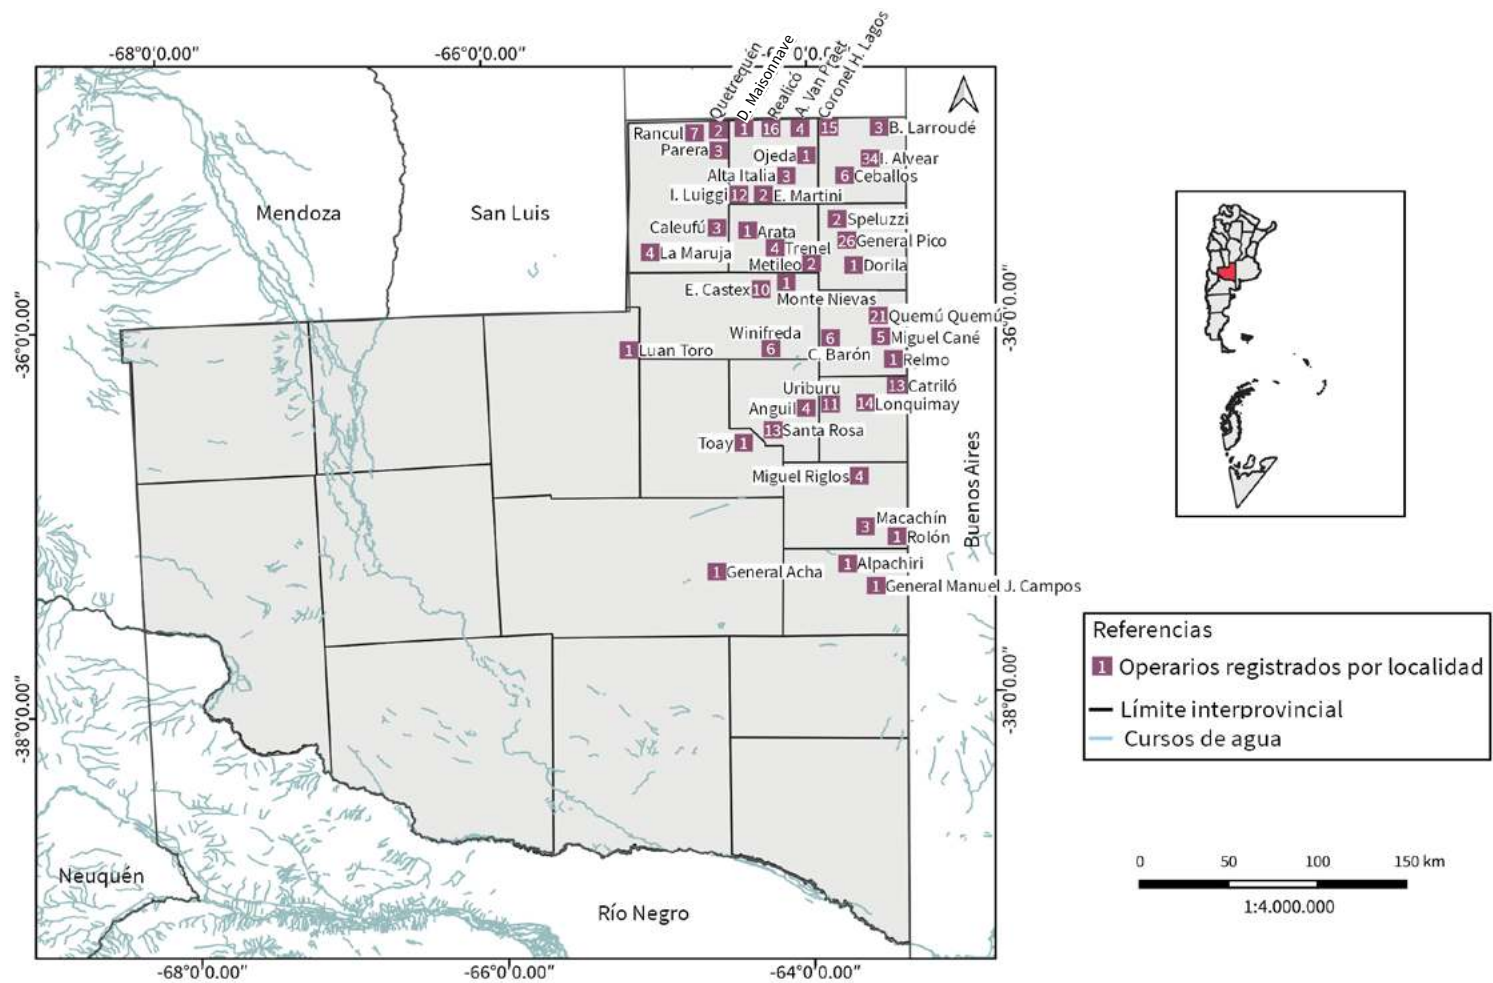 -68°0'0.00"
-66°0'0.00"
Quetrequén
D. Maisonnave
Realicó
A. Van Praet
Coronel H. Lagos
Rancul 7
2
1
16
4
15
3 B. Larroudé
Parera 3
Ojeda 1
34 I. Alvear
Alta Italia 3
6 Ceballos
I. Luiggi 12
2 E. Martini
Mendoza
San Luis
Caleufú 3
1 Arata
2 Speluzzi
4 La Maruja
4 Trenel
26 General Pico
Metileo 2
1 Dorila
E. Castex 10
1
Monte Nievas
-36°0'0.00"
21 Quemú Quemú
-36°0'0.00"
Winifreda
6
6
C. Barón
5 Miguel Cané
1 Luan Toro
1 Relmo
Uriburu
11
13 Catriló
Anguil 4
14 Lonquimay
13 Santa Rosa
Toay 1
Miguel Riglos 4
Buenos Aires
Macachín
3
1 Rolón
General Acha
1
1 Alpachiri
1 General Manuel J. Campos
Referencias
1 Operarios registrados por localidad
Límite interprovincial
Cursos de agua
-38°0'0.00"
-38°0'0.00"
Neuquén
Río Negro
0 50 100 150 km
1:4.000.000
-68°0'0.00"
-66°0'0.00"
-64°0'0.00"